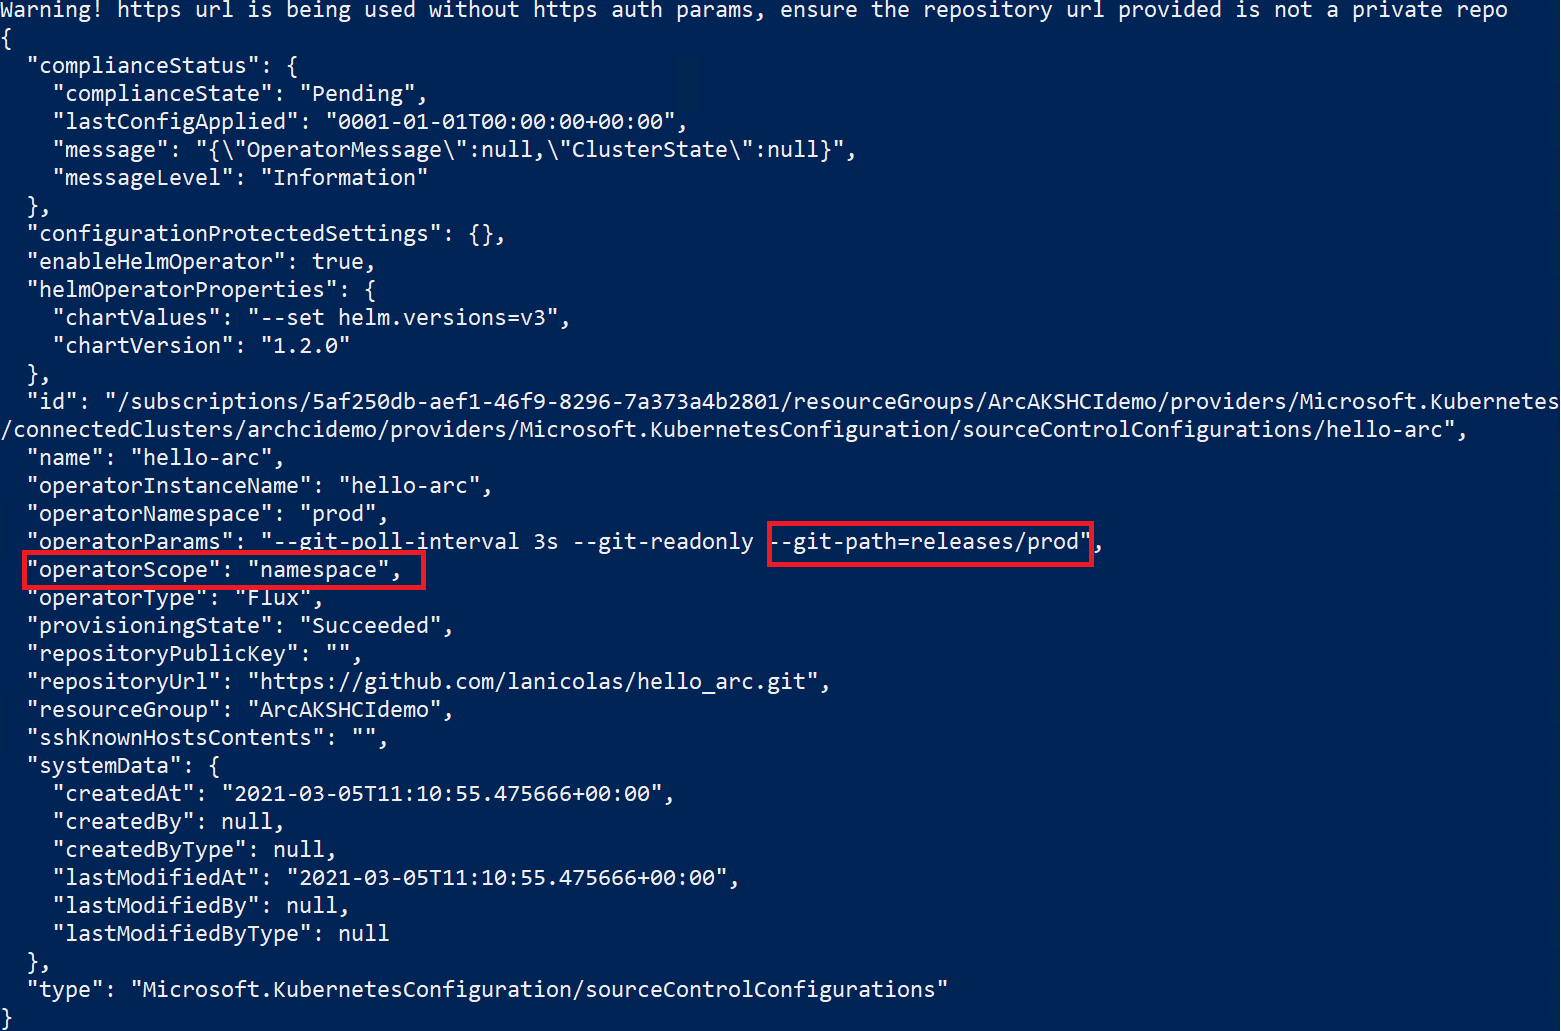 Warning! https url is being used without https auth params, ensure the repository url provided is not a private repo
{
  "complianceStatus": {
    "complianceState": "Pending",
    "lastConfigApplied": "0001-01-01T00:00:00+00:00",
    "message": "{\"OperatorMessage\":null,\"ClusterState\":null}",
    "messageLevel": "Information"
  },
  "configurationProtectedSettings": {},
  "enableHelmOperator": true,
  "helmOperatorProperties": {
    "chartValues": "--set helm.versions=v3",
    "chartVersion": "1.2.0"
  },
  "id": "/subscriptions/5af250db-aef1-46f9-8296-7a373a4b2801/resourceGroups/ArcAKSHCIdemo/providers/Microsoft.Kubernetes
/connectedClusters/archcidemo/providers/Microsoft.KubernetesConfiguration/sourceControlConfigurations/hello-arc",
  "name": "hello-arc",
  "operatorInstanceName": "hello-arc",
  "operatorNamespace": "prod",
  "operatorParams": "--git-poll-interval 3s --git-readonly --git-path=releases/prod",
  "operatorScope": "namespace",
  "operatorType": "Flux",
  "provisioningState": "Succeeded",
  "repositoryPublicKey": "",
  "repositoryUrl": "https://github.com/lanicolas/hello_arc.git",
  "resourceGroup": "ArcAKSHCIdemo",
  "sshKnownHostsContents": "",
  "systemData": {
    "createdAt": "2021-03-05T11:10:55.475666+00:00",
    "createdBy": null,
    "createdByType": null,
    "lastModifiedAt": "2021-03-05T11:10:55.475666+00:00",
    "lastModifiedBy": null,
    "lastModifiedByType": null
  },
  "type": "Microsoft.KubernetesConfiguration/sourceControlConfigurations"
}